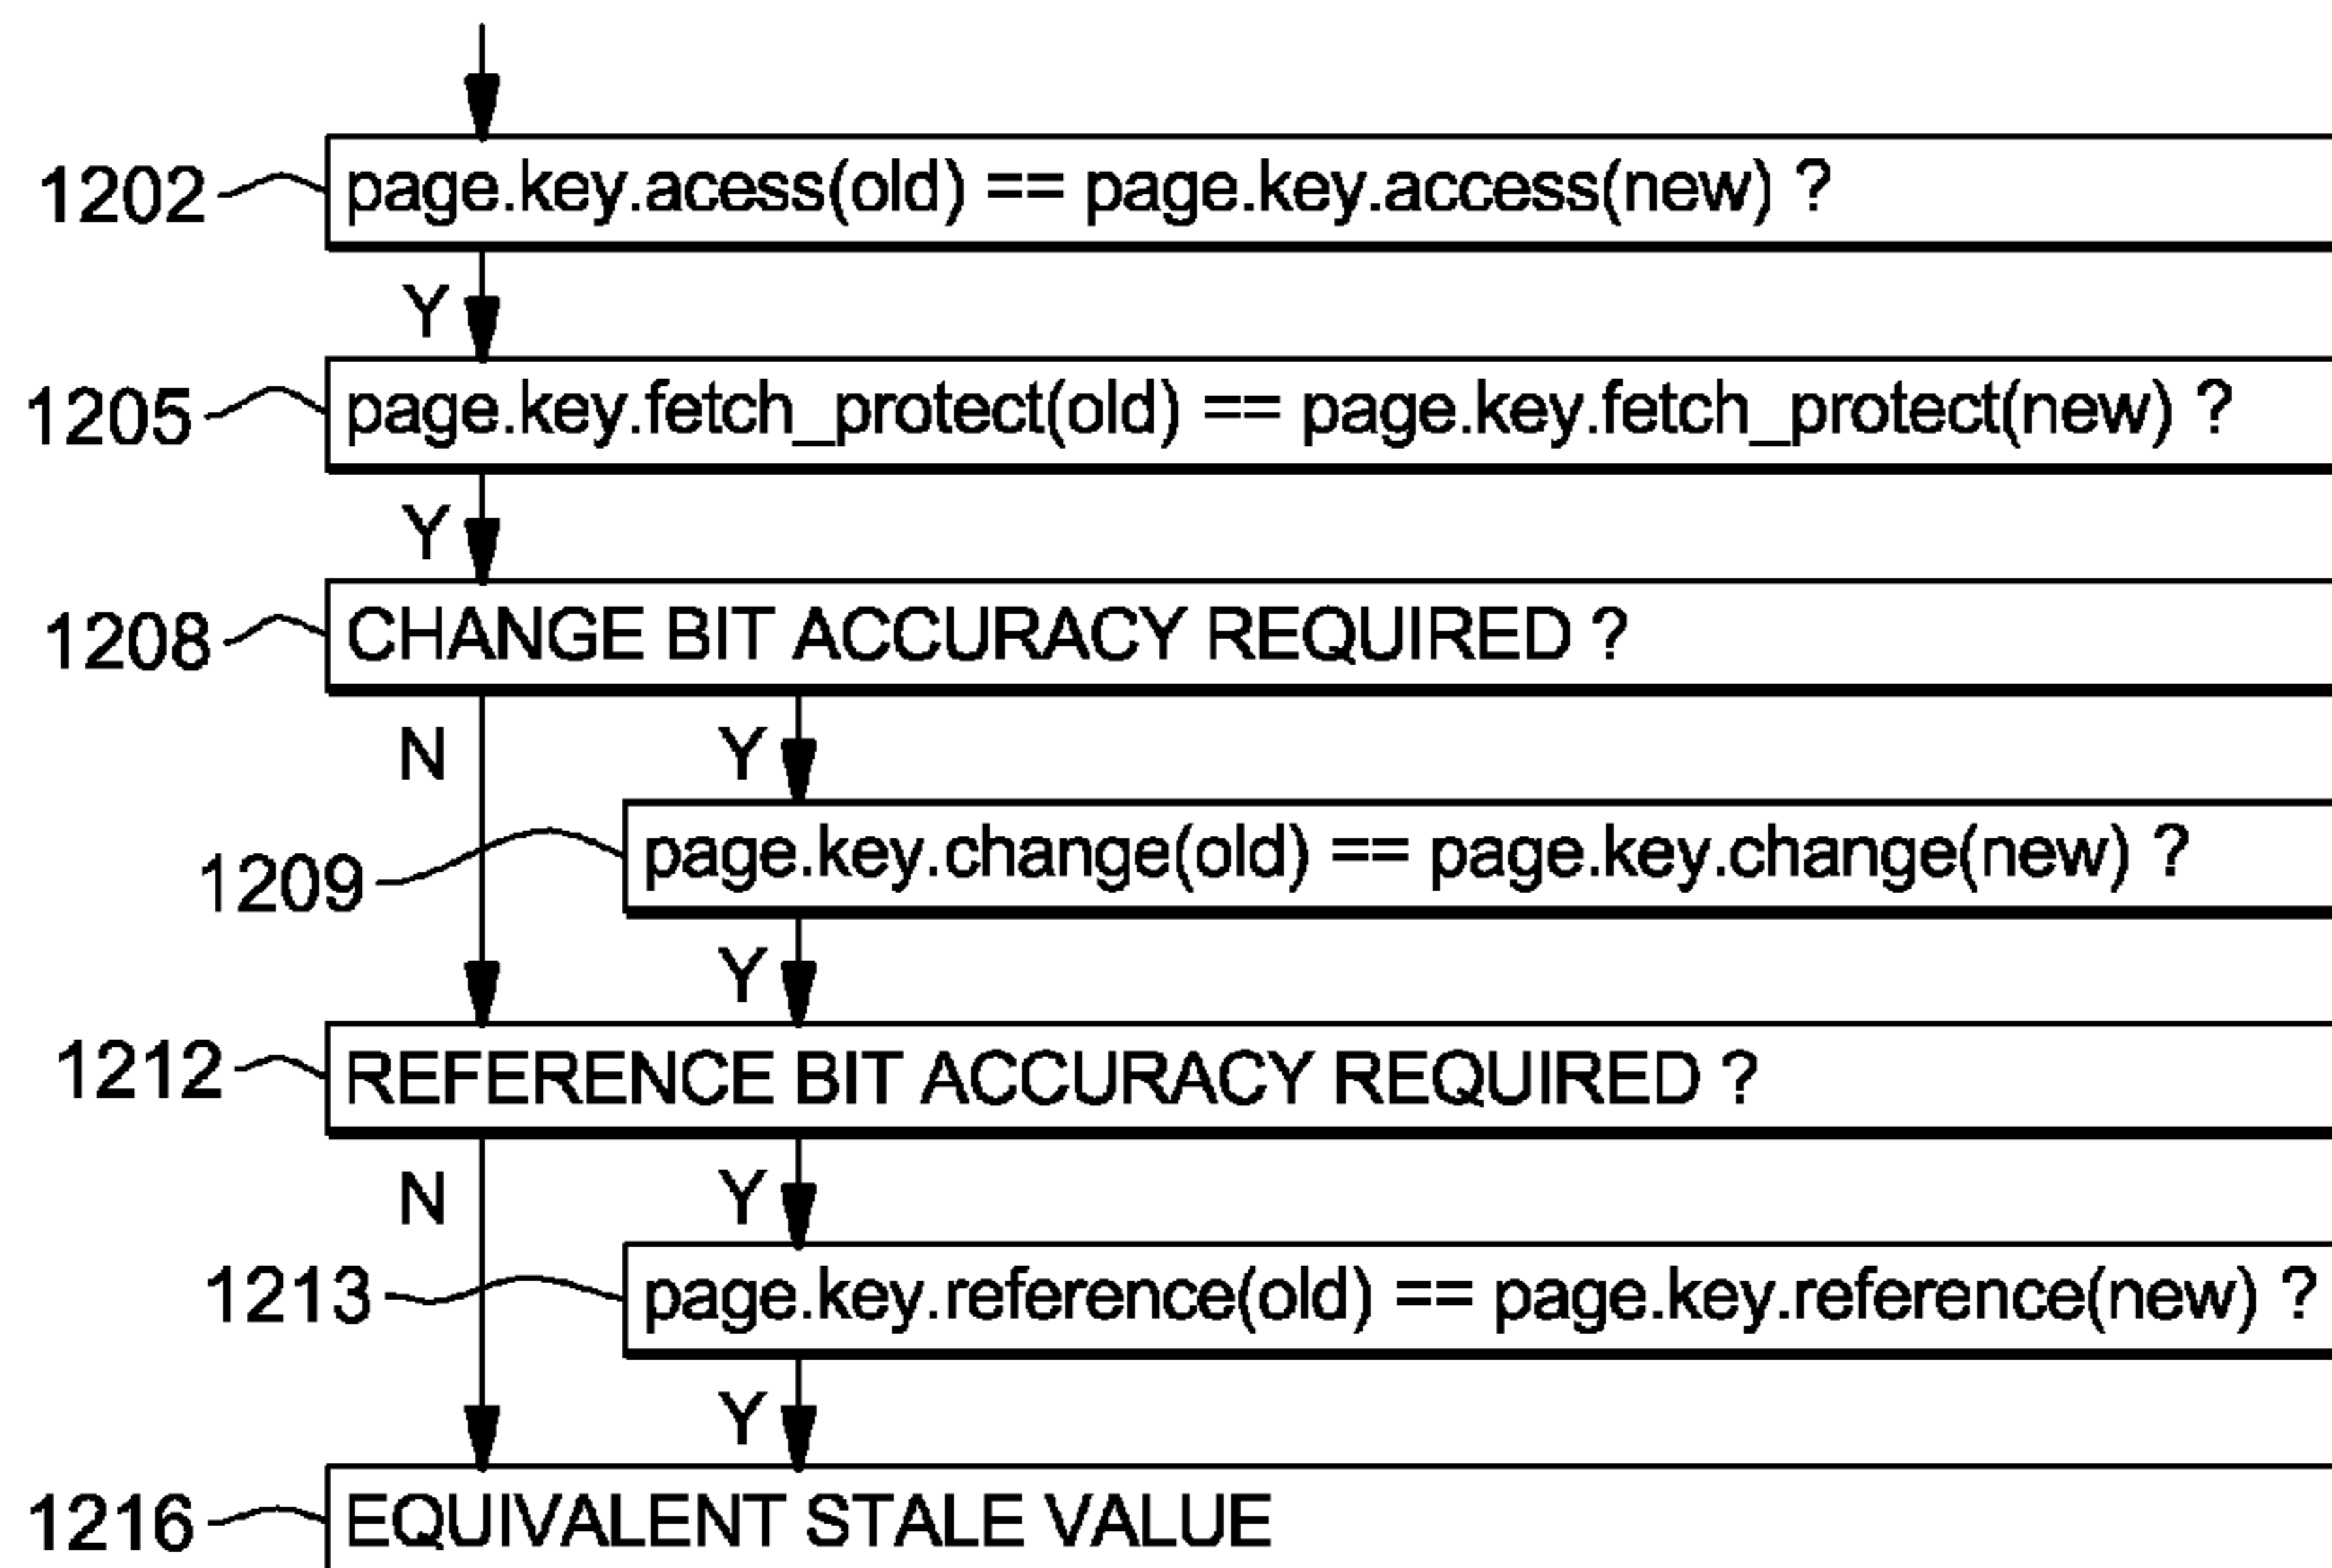 1202 page.key.acess(old) == page.key.access(new) ?
Y
1205 page.key.fetch_protect(old) == page.key.fetch_protect(new) ?
Y
1208 CHANGE BIT ACCURACY REQUIRED ?
N Y
1209 page.key.change(old) == page.key.change(new) ?
Y
1212 REFERENCE BIT ACCURACY REQUIRED ?
N Y
1213 page.key.reference(old) == page.key.reference(new) ?
Y
1216 EQUIVALENT STALE VALUE